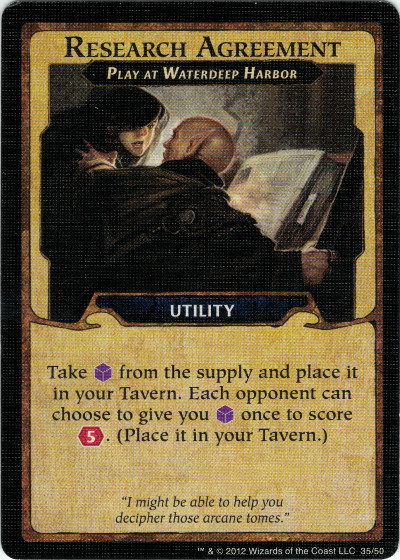 RESEARCH AGREEMENT
PLAY AT WATERDEEP HARBOR
UTILITY
Take from the supply and place it
in your Tavern. Each opponent can
choose to give you once to score
5. (Place it in your Tavern.)
"I might be able to help you
decipher those arcane tomes."
™ & © 2012 Wizards of the Coast LLC 35/50